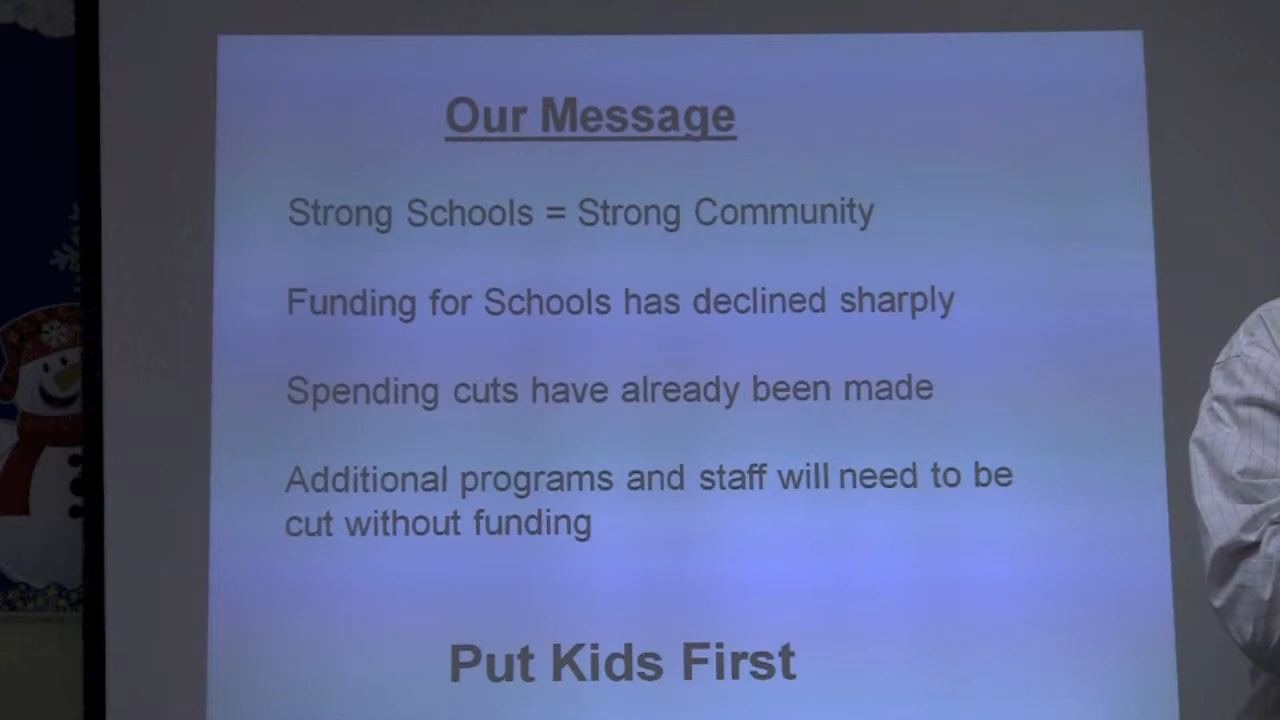 Our Message
Strong Schools = Strong Community
Funding for Schools has declined sharply
Spending cuts have already been made
Additional programs and staff will need to be
cut without funding
Put Kids First